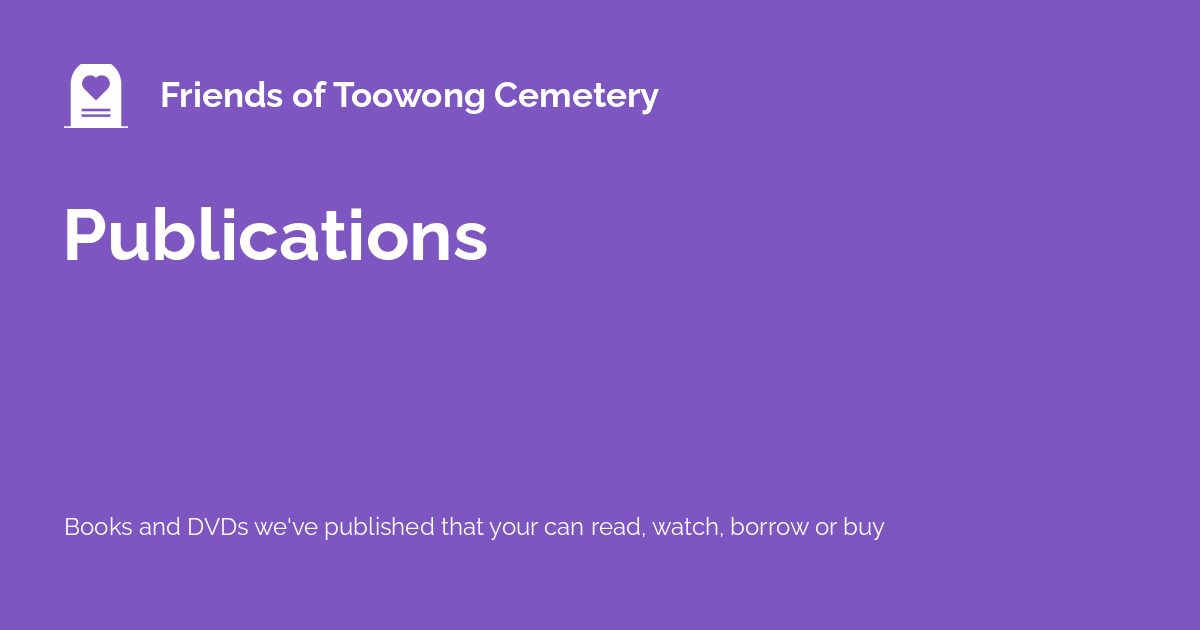 Friends of Toowong Cemetery
Publications
Books and DVDs we've published that your can read, watch, borrow or buy